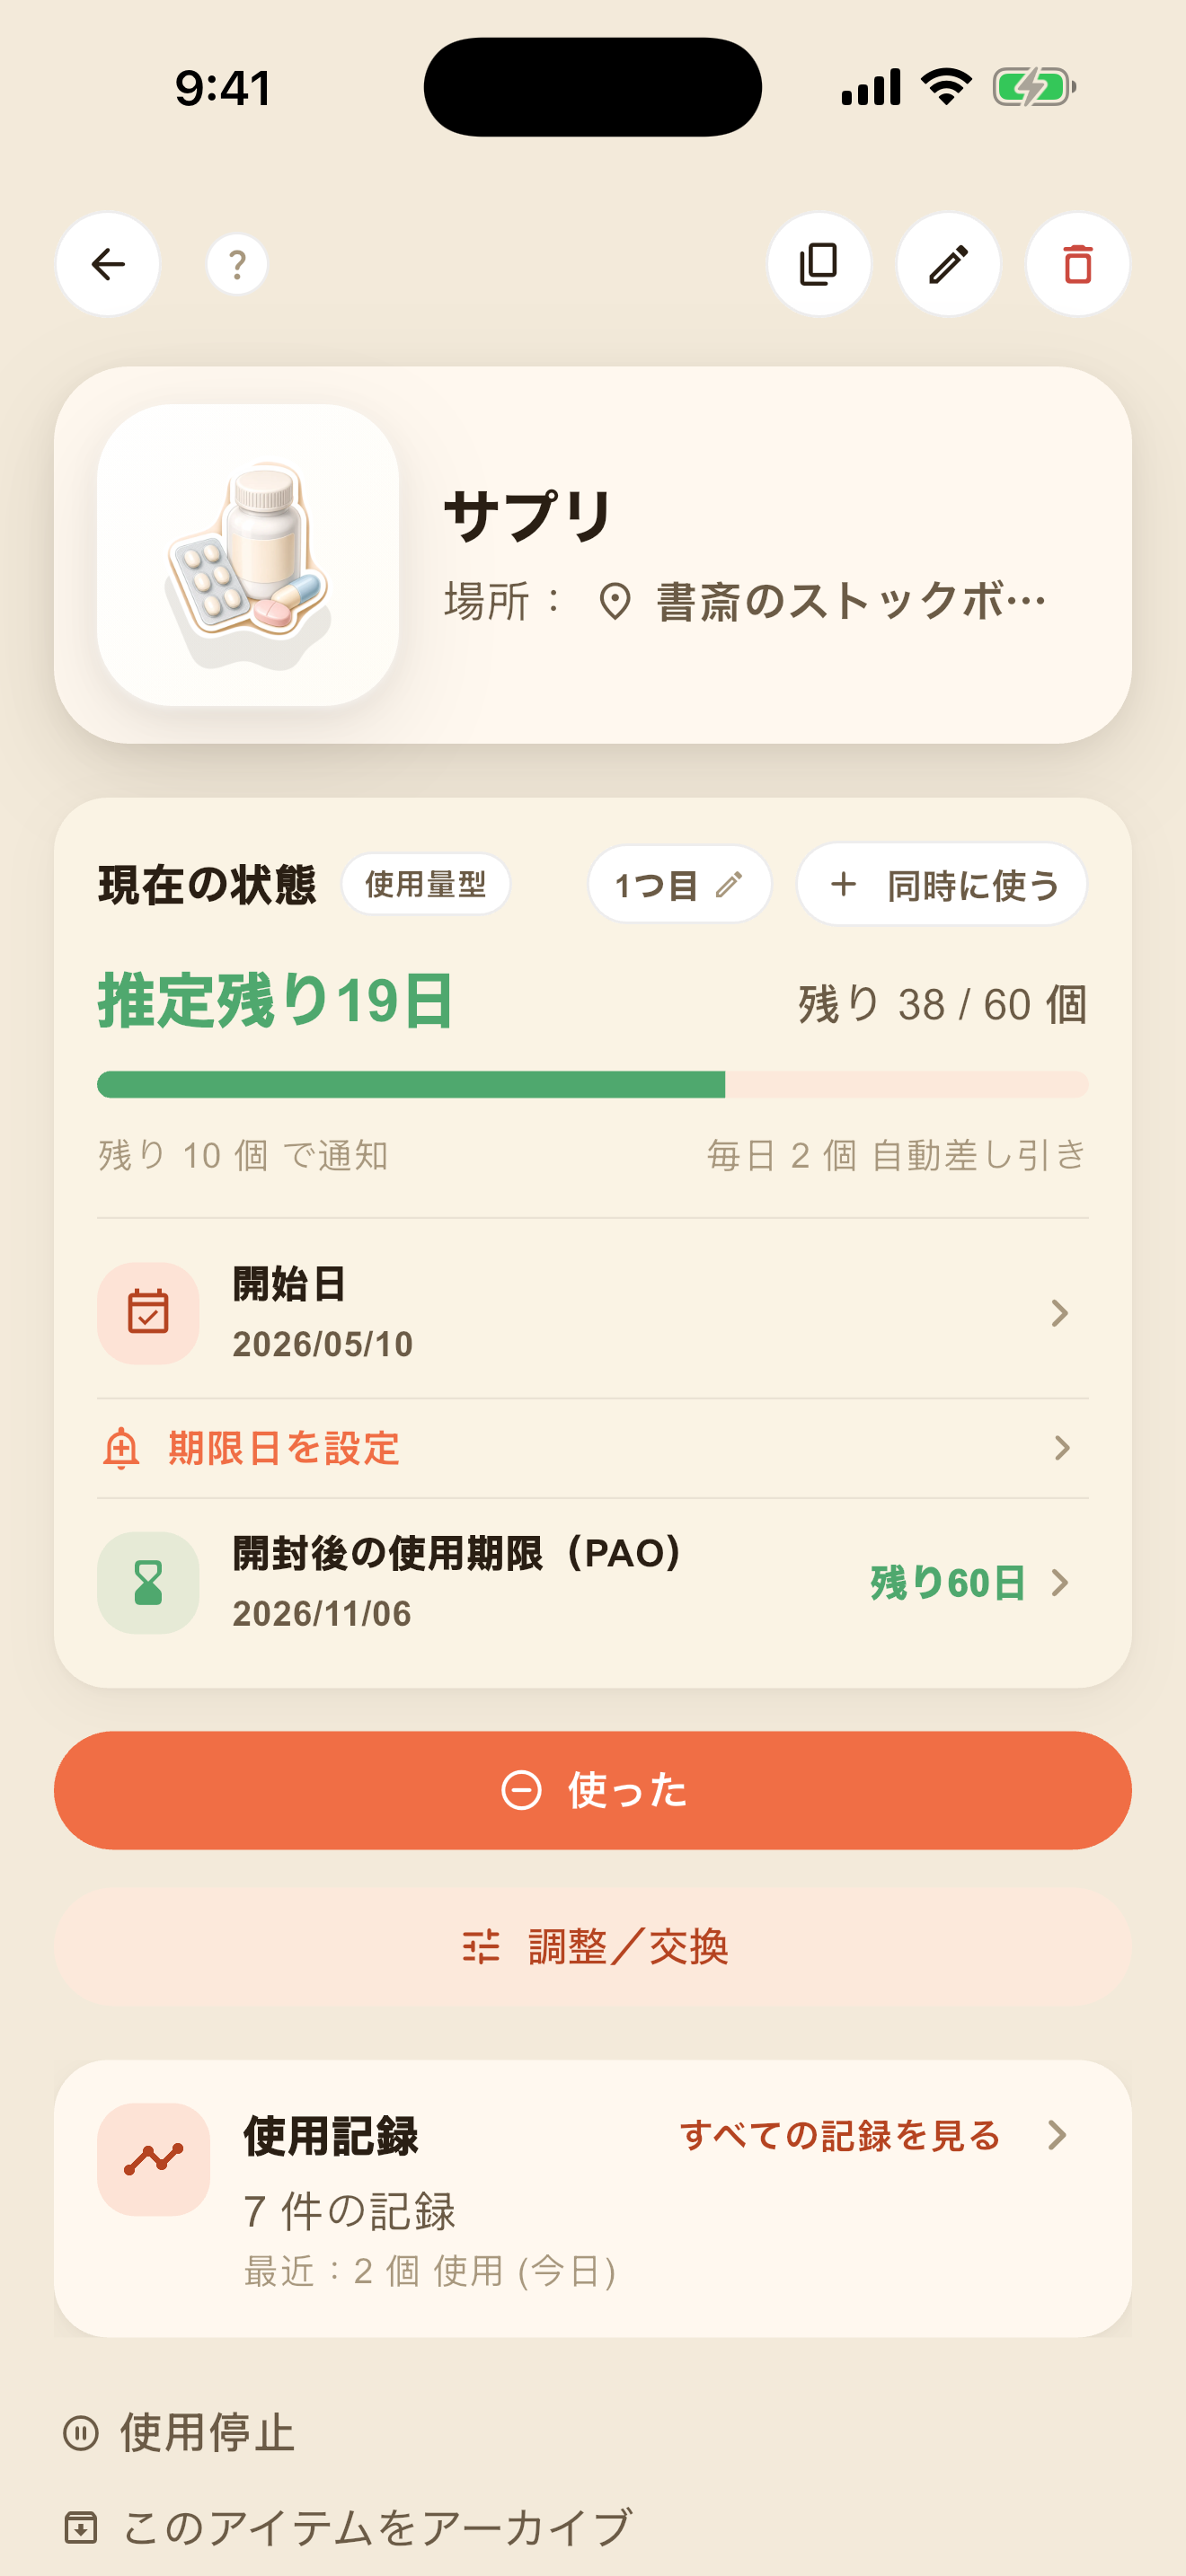 9:41
?
サプリ
場所： 書斎のストックボ…
現在の状態 使用量型 1つ目 ＋ 同時に使う
推定残り19日 残り 38 / 60 個
残り 10 個 で通知 毎日 2 個 自動差し引き
開始日
2026/05/10
期限日を設定
開封後の使用期限（PAO）
2026/11/06
残り60日
使った
調整／交換
使用記録 すべての記録を見る
7 件の記録
最近：2 個 使用 (今日)
使用停止
このアイテムをアーカイブ